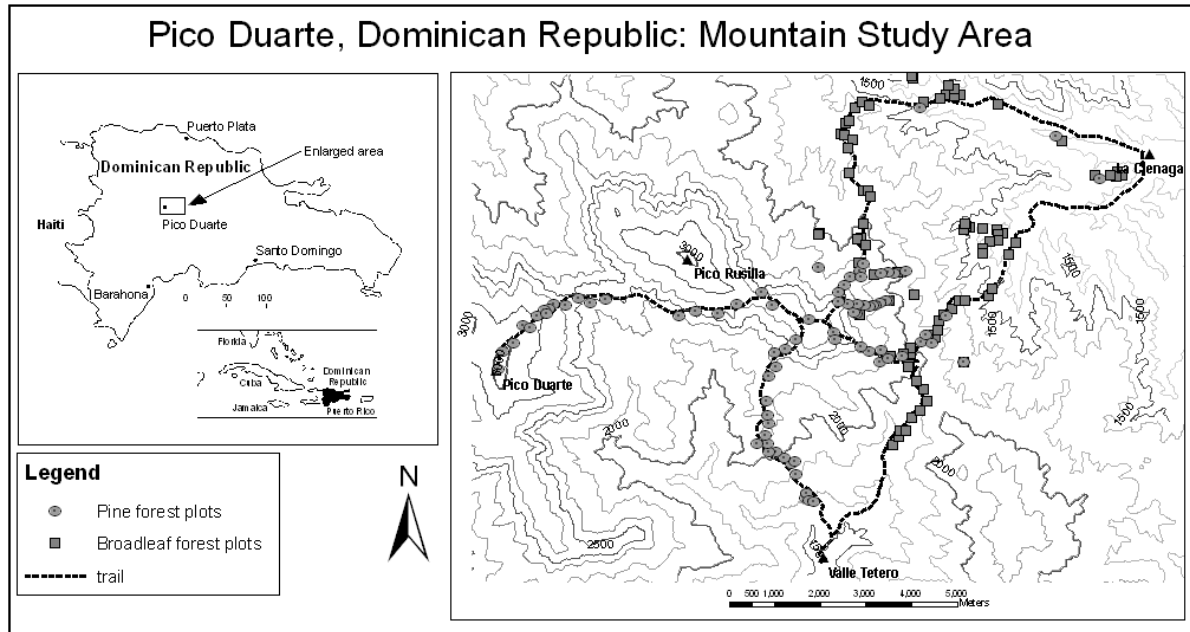 Pico Duarte, Dominican Republic: Mountain Study Area
Puerto Plata
Dominican Republic
Enlarged area
Haiti
Pico Duarte
Santo Domingo
Barahona
0 50 100
Florida
Cuba
Dominican
Republic
Jamaica
Puerto Rico
Legend
Pine forest plots
Broadleaf forest plots
trail
N
1500
La Cienaga
3000
Pico Rusilla
1500
1500
1500
3000
Pico Duarte
2000
2000
1500
2000
2500
Valle Tetero
0 500 1,000 2,000 3,000 4,000 5,000
Meters